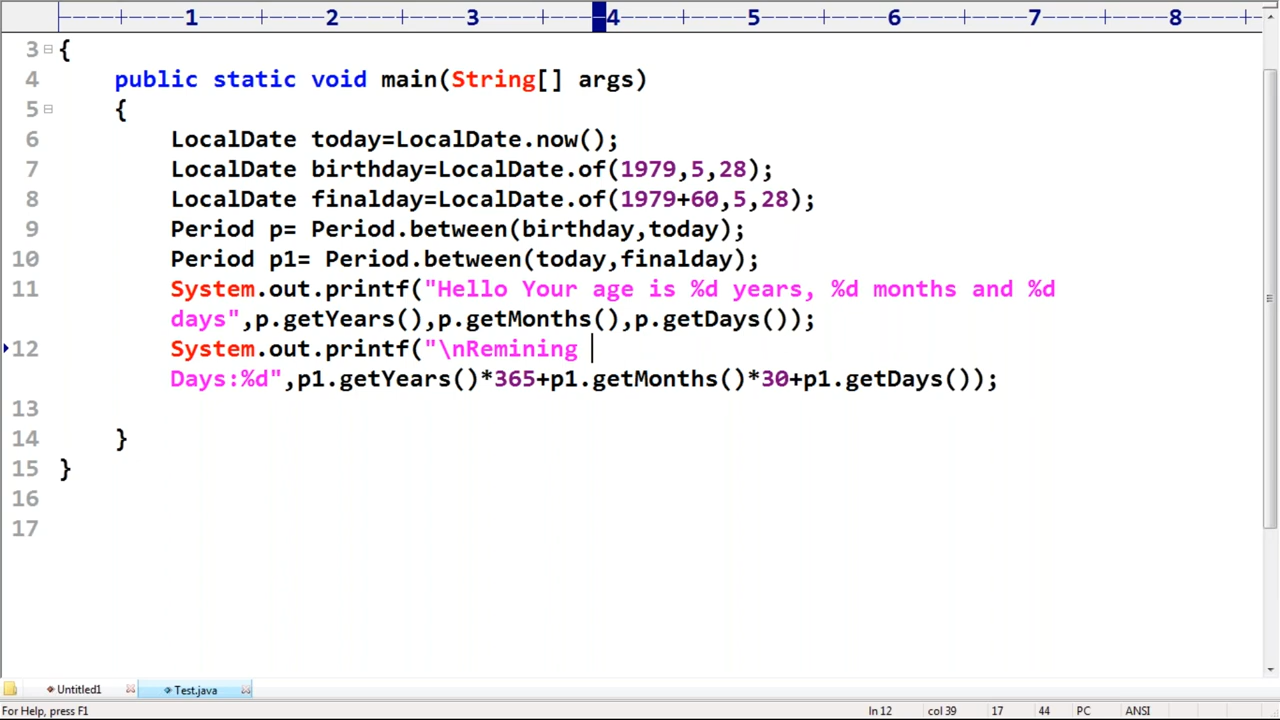 1 2 3 4 5 6 7 8
3 {
4 public static void main(String[] args)
5 {
6 LocalDate today=LocalDate.now();
7 LocalDate birthday=LocalDate.of(1979,5,28);
8 LocalDate finalday=LocalDate.of(1979+60,5,28);
9 Period p= Period.between(birthday,today);
10 Period p1= Period.between(today,finalday);
11 System.out.printf("Hello Your age is %d years, %d months and %d
days",p.getYears(),p.getMonths(),p.getDays());
12 System.out.printf("\nRemining
Days:%d",p1.getYears()*365+p1.getMonths()*30+p1.getDays());
13
14 }
15 }
16
17
Untitled1 Test.java
For Help, press F1 ln 12 col 39 17 44 PC ANSI